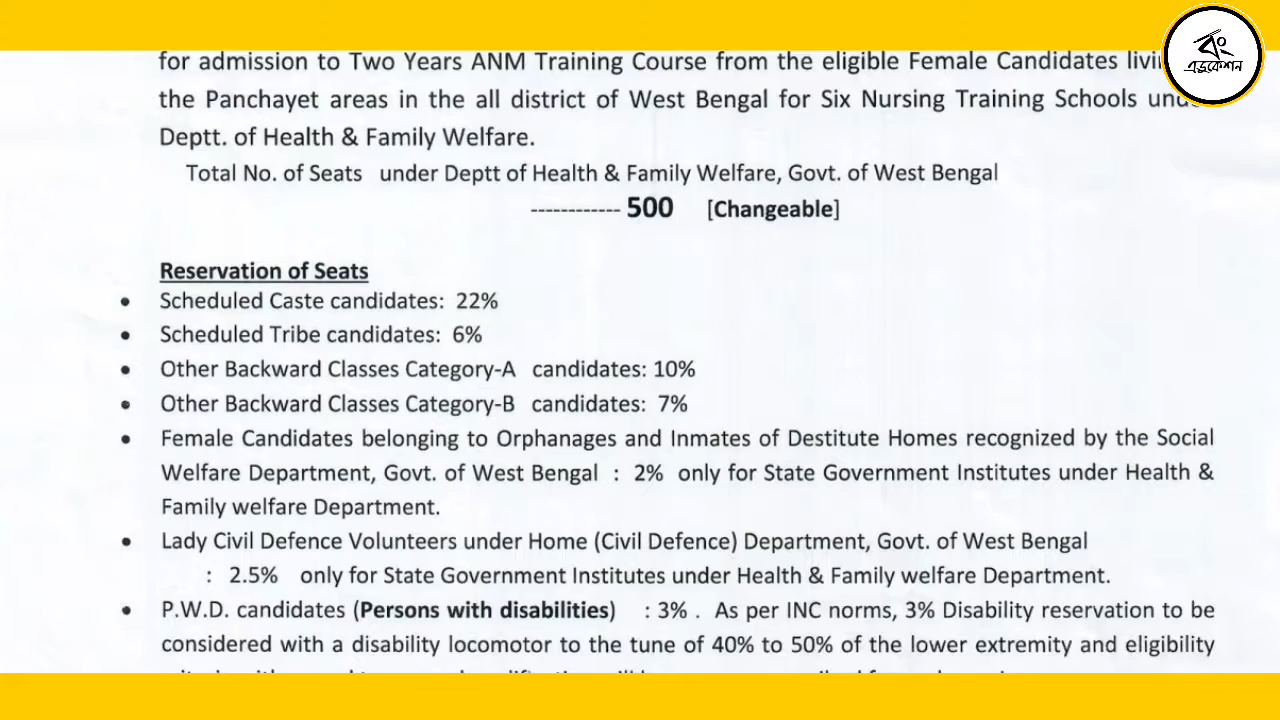 বং
এডুকেশন
for admission to Two Years ANM Training Course from the eligible Female Candidates
the Panchayet areas in the all district of West Bengal for Six Nursing Training Schools
Deptt. of Health & Family Welfare.
Total No. of Seats under Deptt of Health & Family Welfare, Govt. of West Bengal
------------ 500 [Changeable]
Reservation of Seats
• Scheduled Caste candidates: 22%
• Scheduled Tribe candidates: 6%
• Other Backward Classes Category-A candidates: 10%
• Other Backward Classes Category-B candidates: 7%
• Female Candidates belonging to Orphanages and Inmates of Destitute Homes recognized by the Social
Welfare Department, Govt. of West Bengal : 2% only for State Government Institutes under Health &
Family welfare Department.
• Lady Civil Defence Volunteers under Home (Civil Defence) Department, Govt. of West Bengal
: 2.5% only for State Government Institutes under Health & Family welfare Department.
• P.W.D. candidates (Persons with disabilities) : 3% . As per INC norms, 3% Disability reservation to be
considered with a disability locomotor to the tune of 40% to 50% of the lower extremity and eligibility